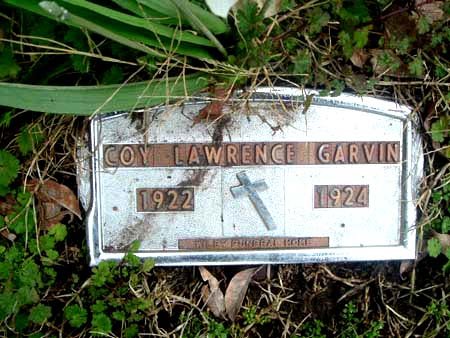 COY LAWRENCE GARVIN
1922 1924
FUNERAL HOME